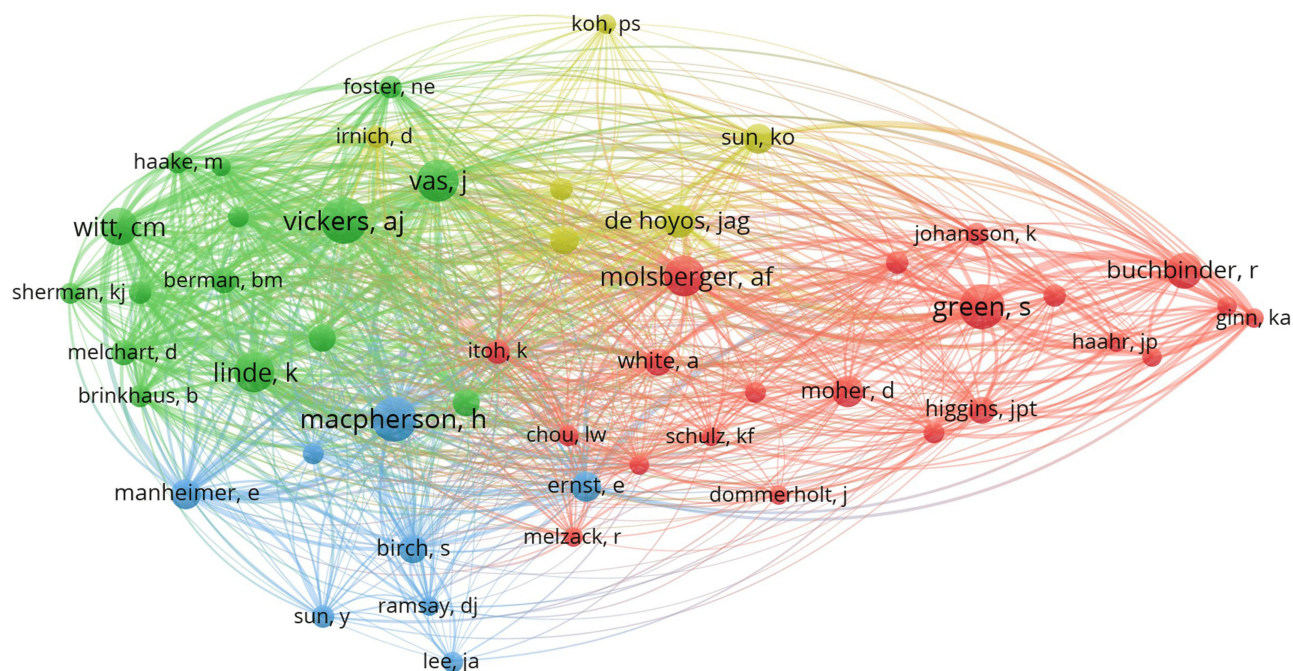 koh, ps
foster, ne
irnich, d
sun, ko
haake, m
vas, j
vickers, aj
de hoyos, jag
witt, cm
johansson, k
buchbinder, r
molsberger, af
berman, bm
sherman, kj
green, s
ginn, ka
haahr, jp
itoh, k
melchart, d
white, a
linde, k
brinkhaus, b
moher, d
higgins, jpt
macpherson, h
chou, lw
schulz, kf
manheimer, e
ernst, e
dommerholt, j
melzack, r
birch, s
ramsay, dj
sun, y
lee, ja